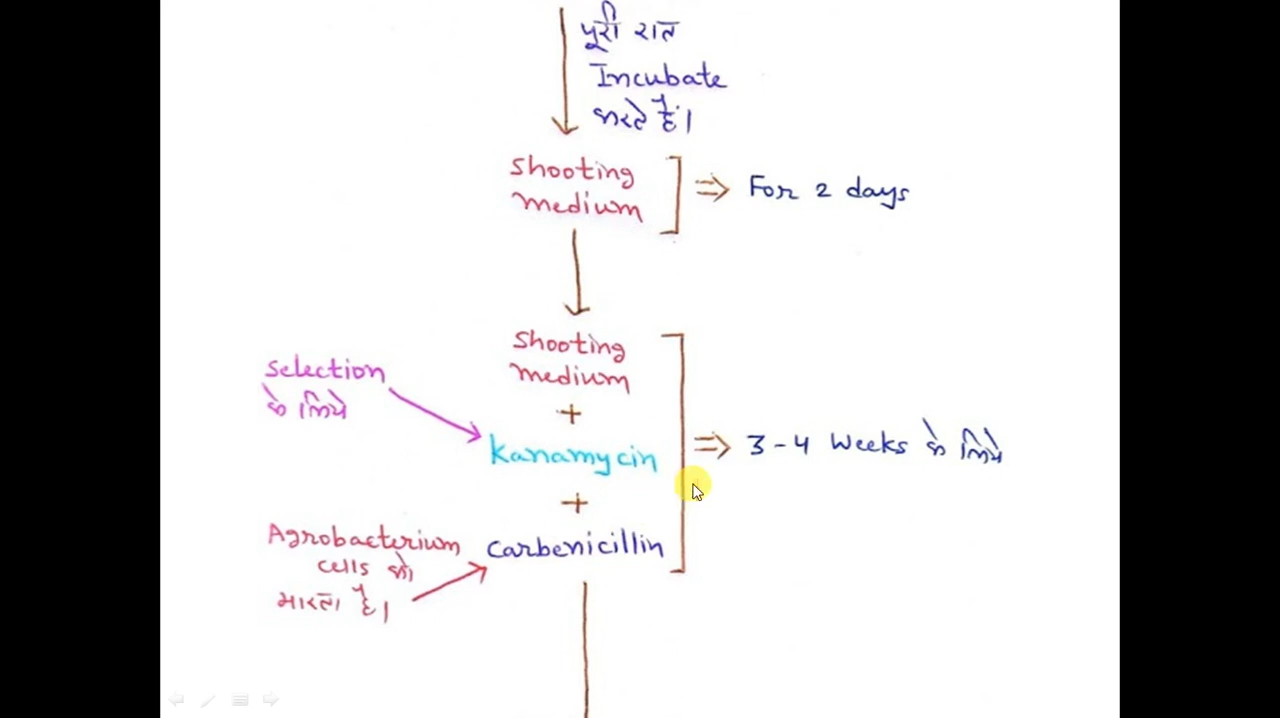 पूरी रात
Incubate
करते हैं।
Shooting
medium
⇒ For 2 days
Shooting
medium
+
selection
के लिये
Kanamycin
⇒ 3-4 Weeks के लिये
+
Agrobacterium
cells को
मारता है।
Carbenicillin